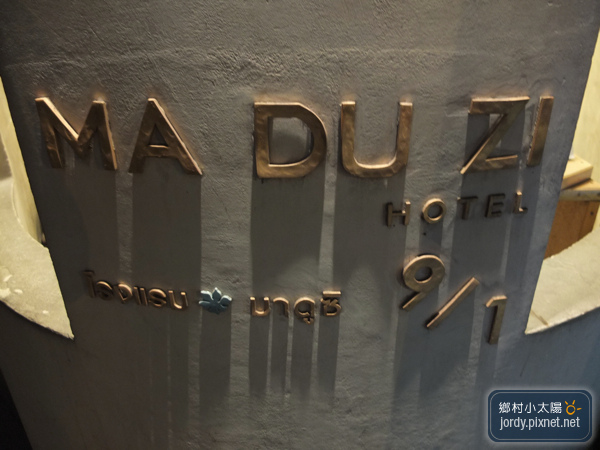 MA DU ZI
HOTEL
โรงแรม มาดูซิ
9/1
鄉村小太陽
jordy.pixnet.net